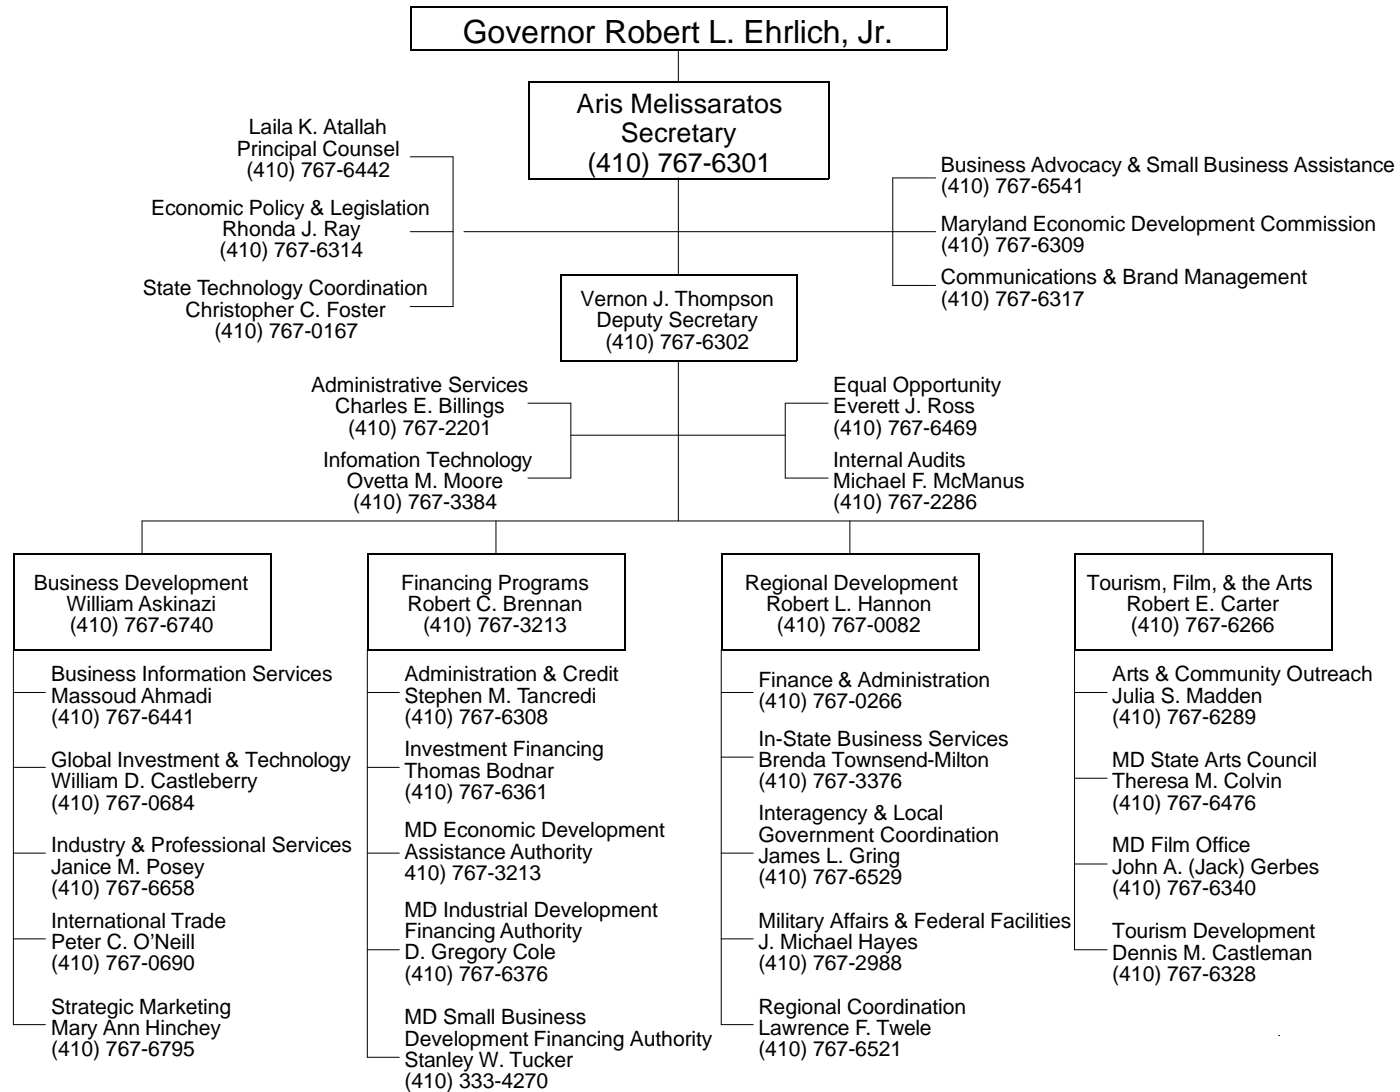 Governor Robert L. Ehrlich, Jr.
Aris Melissaratos
Secretary
(410) 767-6301
Laila K. Atallah
Principal Counsel
(410) 767-6442
Economic Policy & Legislation
Rhonda J. Ray
(410) 767-6314
State Technology Coordination
Christopher C. Foster
(410) 767-0167
Business Advocacy & Small Business Assistance
(410) 767-6541
Maryland Economic Development Commission
(410) 767-6309
Communications & Brand Management
(410) 767-6317
Vernon J. Thompson
Deputy Secretary
(410) 767-6302
Administrative Services
Charles E. Billings
(410) 767-2201
Infomation Technology
Ovetta M. Moore
(410) 767-3384
Equal Opportunity
Everett J. Ross
(410) 767-6469
Internal Audits
Michael F. McManus
(410) 767-2286
Business Development
William Askinazi
(410) 767-6740
Business Information Services
Massoud Ahmadi
(410) 767-6441
Global Investment & Technology
William D. Castleberry
(410) 767-0684
Industry & Professional Services
Janice M. Posey
(410) 767-6658
International Trade
Peter C. O'Neill
(410) 767-0690
Strategic Marketing
Mary Ann Hinchey
(410) 767-6795
Financing Programs
Robert C. Brennan
(410) 767-3213
Administration & Credit
Stephen M. Tancredi
(410) 767-6308
Investment Financing
Thomas Bodnar
(410) 767-6361
MD Economic Development
Assistance Authority
410) 767-3213
MD Industrial Development
Financing Authority
D. Gregory Cole
(410) 767-6376
MD Small Business
Development Financing Authority
Stanley W. Tucker
(410) 333-4270
Regional Development
Robert L. Hannon
(410) 767-0082
Finance & Administration
(410) 767-0266
In-State Business Services
Brenda Townsend-Milton
(410) 767-3376
Interagency & Local
Government Coordination
James L. Gring
(410) 767-6529
Military Affairs & Federal Facilities
J. Michael Hayes
(410) 767-2988
Regional Coordination
Lawrence F. Twele
(410) 767-6521
Tourism, Film, & the Arts
Robert E. Carter
(410) 767-6266
Arts & Community Outreach
Julia S. Madden
(410) 767-6289
MD State Arts Council
Theresa M. Colvin
(410) 767-6476
MD Film Office
John A. (Jack) Gerbes
(410) 767-6340
Tourism Development
Dennis M. Castleman
(410) 767-6328